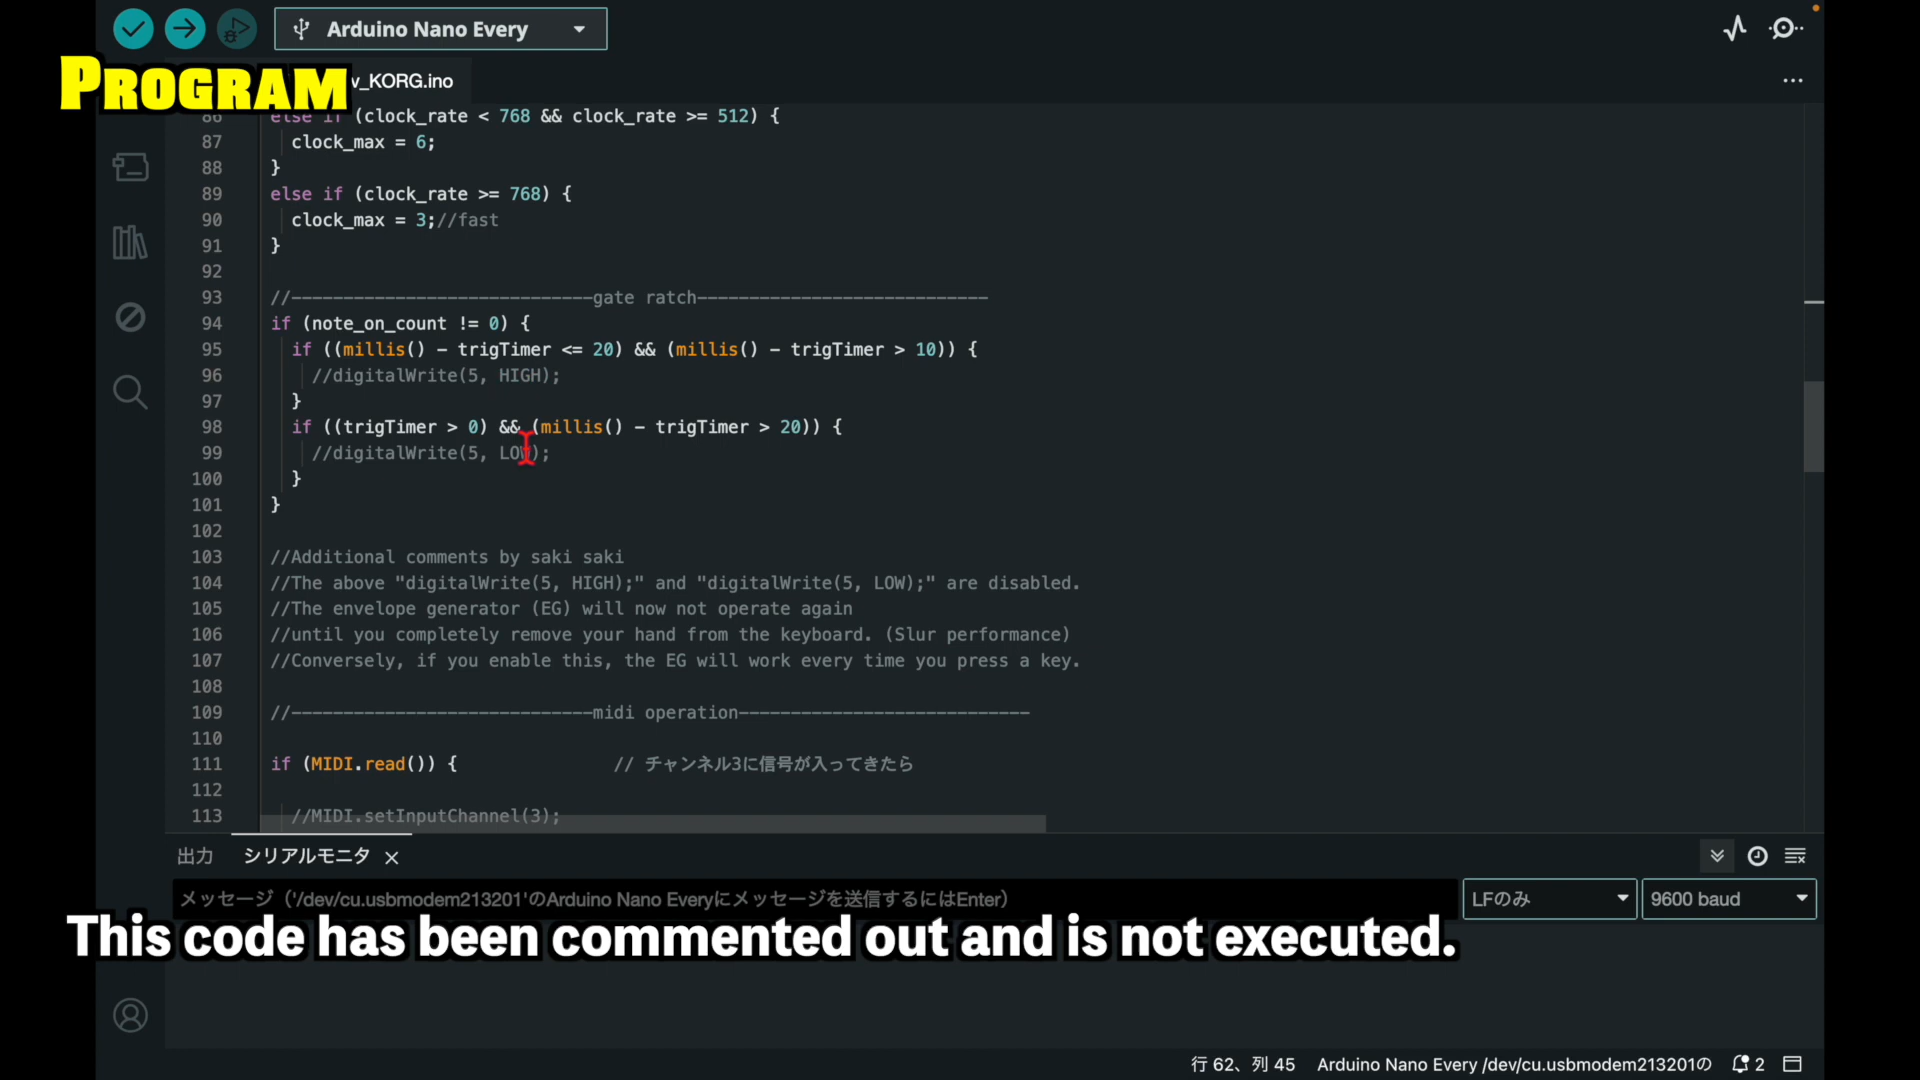 Arduino Nano Every
PROGRAM
v_KORG.ino
86 else if (clock_rate < 768 && clock_rate >= 512) {
87 clock_max = 6;
88 }
89 else if (clock_rate >= 768) {
90 clock_max = 3;//fast
91 }
92
93 //-----------------------------gate ratch----------------------------
94 if (note_on_count != 0) {
95 if ((millis() - trigTimer <= 20) && (millis() - trigTimer > 10)) {
96 //digitalWrite(5, HIGH);
97 }
98 if ((trigTimer > 0) && (millis() - trigTimer > 20)) {
99 //digitalWrite(5, LOW);
100 }
101 }
102
103 //Additional comments by saki saki
104 //The above "digitalWrite(5, HIGH);" and "digitalWrite(5, LOW);" are disabled.
105 //The envelope generator (EG) will now not operate again
106 //until you completely remove your hand from the keyboard. (Slur performance)
107 //Conversely, if you enable this, the EG will work every time you press a key.
108
109 //-----------------------------midi operation----------------------------
110
111 if (MIDI.read()) { // チャンネル3に信号が入ってきたら
112
113 //MIDI.setInputChannel(3);
出力 シリアルモニタ
メッセージ（'/dev/cu.usbmodem213201'のArduino Nano Everyにメッセージを送信するにはEnter）
LFのみ 9600 baud
This code has been commented out and is not executed.
行 62、列 45 Arduino Nano Every /dev/cu.usbmodem213201の 2